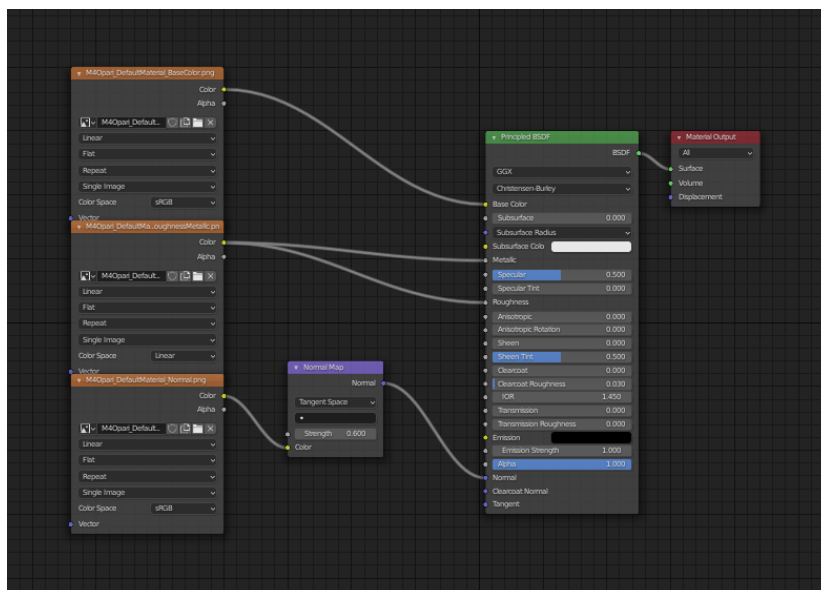 M4Opari_DefaultMaterial_BaseColor.png
Color
Alpha
M4Opari_Default...
Linear
Flat
Repeat
Single Image
Color Space sRGB
Vector
M4Opari_DefaultMa...oughnessMetallic.pn
Color
Alpha
M4Opari_Default...
Linear
Flat
Repeat
Single Image
Color Space Linear
Vector
M4Opari_DefaultMaterial_Normal.png
Color
Alpha
M4Opari_Default...
Linear
Flat
Repeat
Single Image
Color Space sRGB
Vector
Normal Map
Normal
Tangent Space
Strength 0.600
Color
Principled BSDF
BSDF
GGX
Christensen-Burley
Base Color
Subsurface 0.000
Subsurface Radius
Subsurface Colo
Metallic
Specular 0.500
Specular Tint 0.000
Roughness
Anisotropic 0.000
Anisotropic Rotation 0.000
Sheen 0.000
Sheen Tint 0.500
Clearcoat 0.000
Clearcoat Roughness 0.030
IOR 1.450
Transmission 0.000
Transmission Roughness 0.000
Emission
Emission Strength 1.000
Alpha 1.000
Normal
Clearcoat Normal
Tangent
Material Output
All
Surface
Volume
Displacement